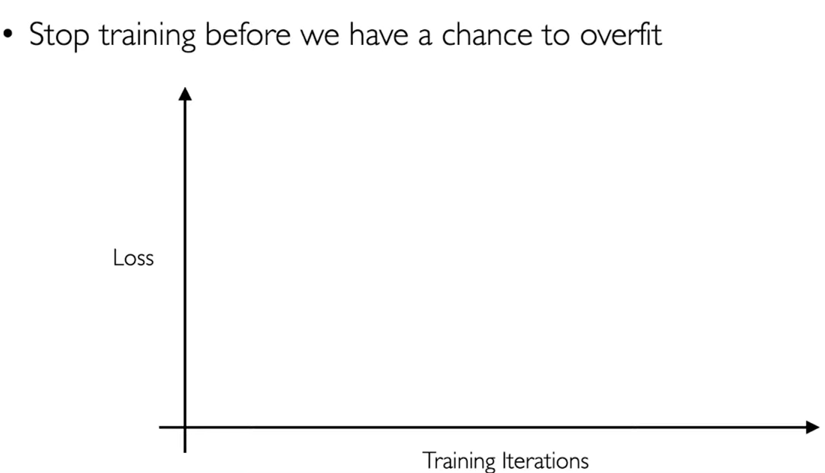 • Stop training before we have a chance to overfit
Loss
Training Iterations